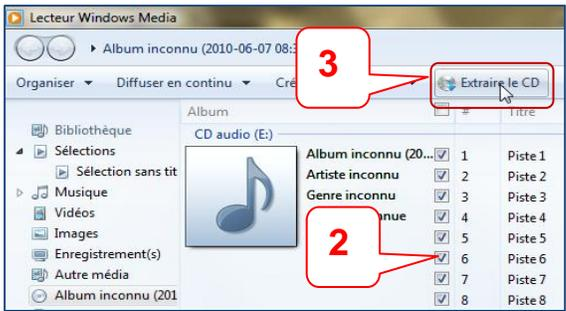 Lecteur Windows Media
Album inconnu (2010-06-07 08:
Organiser Diffuser en continu Cré
3
Extraire le CD
Album # Titre
Bibliothèque
Sélections
Sélection sans tit
Musique
Vidéos
Images
Enregistrement(s)
Autre média
Album inconnu (201
CD audio (E:)
Album inconnu (20... 1 Piste 1
Artiste inconnu 2 Piste 2
Genre inconnu 3 Piste 3
nnue 4 Piste 4
5 Piste 5
2
6 Piste 6
7 Piste 7
8 Piste 8